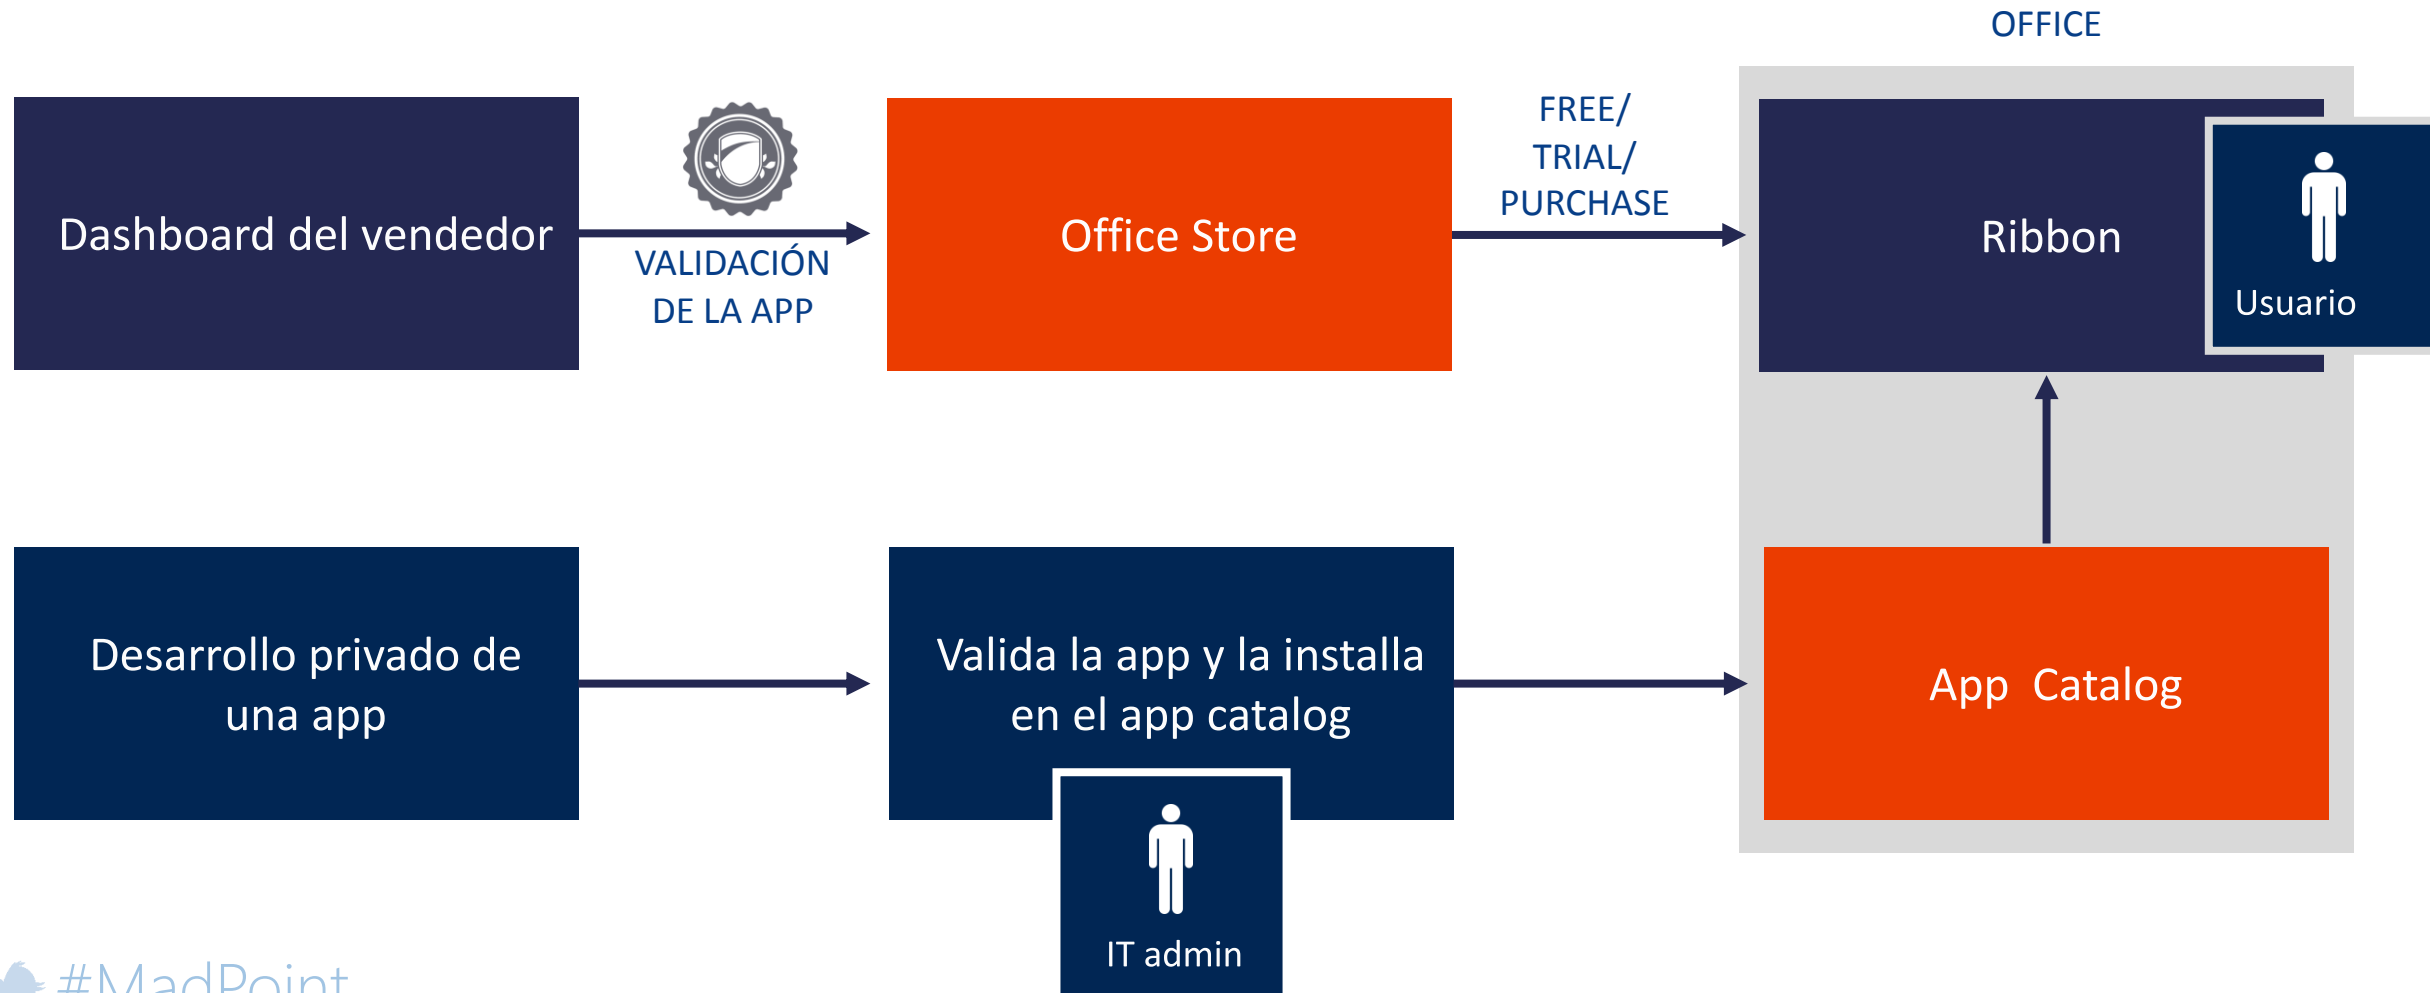 OFFICE
Dashboard del vendedor
VALIDACIÓN
DE LA APP
Office Store
FREE/
TRIAL/
PURCHASE
Ribbon
Usuario
Desarrollo privado de
una app
Valida la app y la installa
en el app catalog
IT admin
App Catalog
#MadPoint